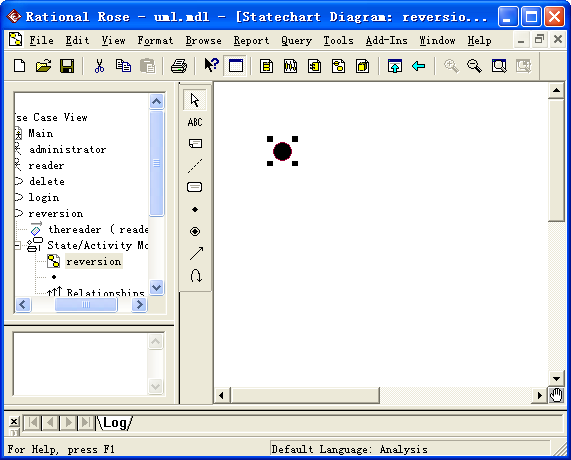 Rational Rose - uml.mdl - [Statechart Diagram: reversio...
File Edit View Format Browse Report Query Tools Add-Ins Window Help
se Case View
Main
administrator
reader
delete
login
reversion
thereader ( reade
State/Activity Mo
reversion
Relationships
ABC
Log
For Help, press F1
Default Language: Analysis